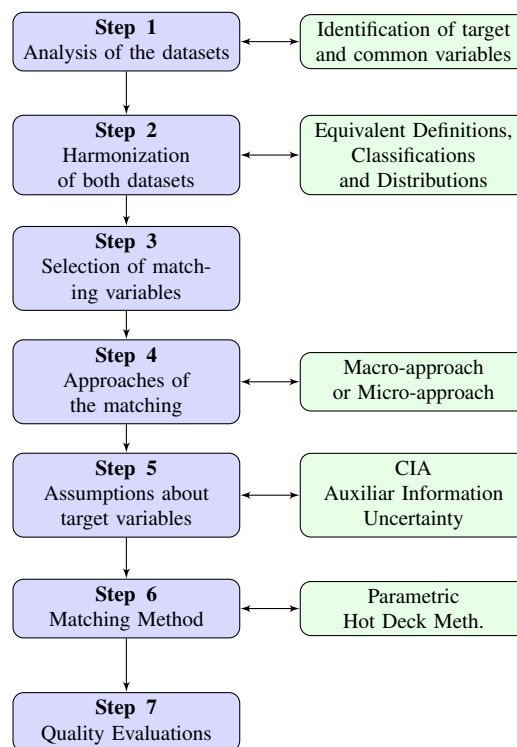 Step 1
Analysis of the datasets
Identification of target
and common variables
Step 2
Harmonization
of both datasets
Equivalent Definitions,
Classifications
and Distributions
Step 3
Selection of match-
ing variables
Step 4
Approaches of
the matching
Macro-approach
or Micro-approach
Step 5
Assumptions about
target variables
CIA
Auxiliar Information
Uncertainty
Step 6
Matching Method
Parametric
Hot Deck Meth.
Step 7
Quality Evaluations